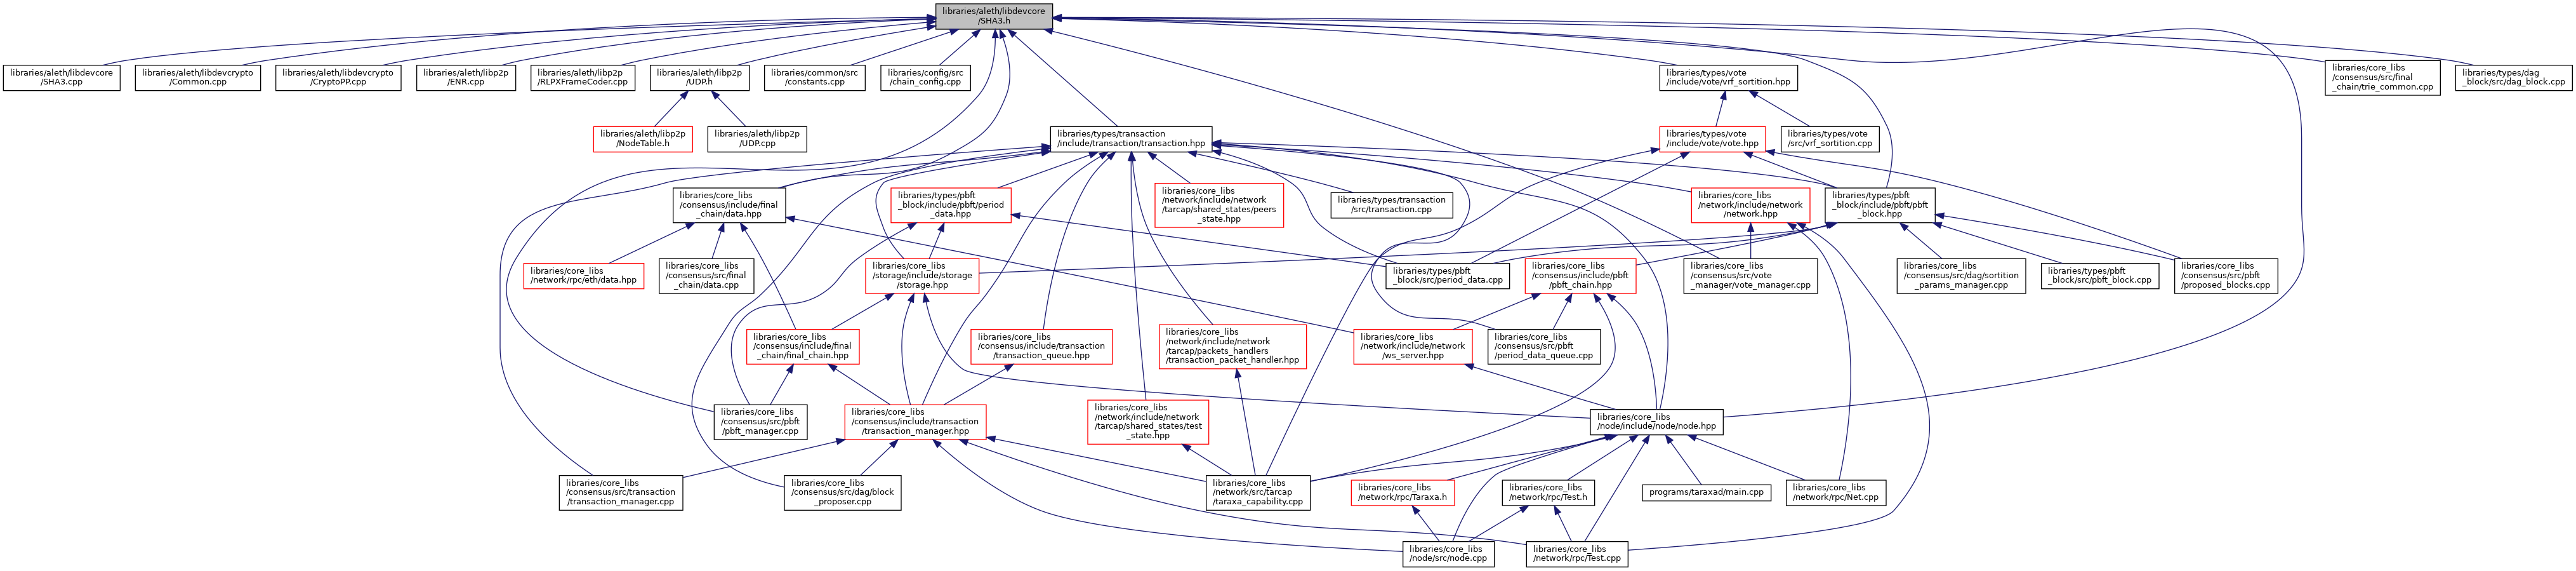 libraries/aleth/libdevcore
/SHA3.h
libraries/aleth/libdevcore
/SHA3.cpp
libraries/aleth/libdevcrypto
/Common.cpp
libraries/aleth/libdevcrypto
/CryptoPP.cpp
libraries/aleth/libp2p
/ENR.cpp
libraries/aleth/libp2p
/RLPXFrameCoder.cpp
libraries/aleth/libp2p
/UDP.h
libraries/common/src
/constants.cpp
libraries/config/src
/chain_config.cpp
libraries/types/vote
/include/vote/vrf_sortition.hpp
libraries/core_libs
/consensus/src/final
_chain/trie_common.cpp
libraries/types/dag
_block/src/dag_block.cpp
libraries/aleth/libp2p
/NodeTable.h
libraries/aleth/libp2p
/UDP.cpp
libraries/types/transaction
/include/transaction/transaction.hpp
libraries/types/vote
/include/vote/vote.hpp
libraries/types/vote
/src/vrf_sortition.cpp
libraries/core_libs
/consensus/include/final
_chain/data.hpp
libraries/types/pbft
_block/include/pbft/period
_data.hpp
libraries/core_libs
/network/include/network
/tarcap/shared_states/peers
_state.hpp
libraries/types/transaction
/src/transaction.cpp
libraries/core_libs
/network/include/network
/network.hpp
libraries/types/pbft
_block/include/pbft/pbft
_block.hpp
libraries/core_libs
/network/rpc/eth/data.hpp
libraries/core_libs
/consensus/src/final
_chain/data.cpp
libraries/core_libs
/storage/include/storage
/storage.hpp
libraries/types/pbft
_block/src/period_data.cpp
libraries/core_libs
/consensus/include/pbft
/pbft_chain.hpp
libraries/core_libs
/consensus/src/vote
_manager/vote_manager.cpp
libraries/core_libs
/consensus/src/dag/sortition
_params_manager.cpp
libraries/types/pbft
_block/src/pbft_block.cpp
libraries/core_libs
/consensus/src/pbft
/proposed_blocks.cpp
libraries/core_libs
/consensus/include/final
_chain/final_chain.hpp
libraries/core_libs
/consensus/include/transaction
/transaction_queue.hpp
libraries/core_libs
/network/include/network
/tarcap/packets_handlers
/transaction_packet_handler.hpp
libraries/core_libs
/network/include/network
/ws_server.hpp
libraries/core_libs
/consensus/src/pbft
/period_data_queue.cpp
libraries/core_libs
/consensus/src/pbft
/pbft_manager.cpp
libraries/core_libs
/consensus/include/transaction
/transaction_manager.hpp
libraries/core_libs
/network/include/network
/tarcap/shared_states/test
_state.hpp
libraries/core_libs
/node/include/node/node.hpp
libraries/core_libs
/consensus/src/transaction
/transaction_manager.cpp
libraries/core_libs
/consensus/src/dag/block
_proposer.cpp
libraries/core_libs
/network/src/tarcap
/taraxa_capability.cpp
libraries/core_libs
/network/rpc/Taraxa.h
libraries/core_libs
/network/rpc/Test.h
programs/taraxad/main.cpp
libraries/core_libs
/network/rpc/Net.cpp
libraries/core_libs
/node/src/node.cpp
libraries/core_libs
/network/rpc/Test.cpp